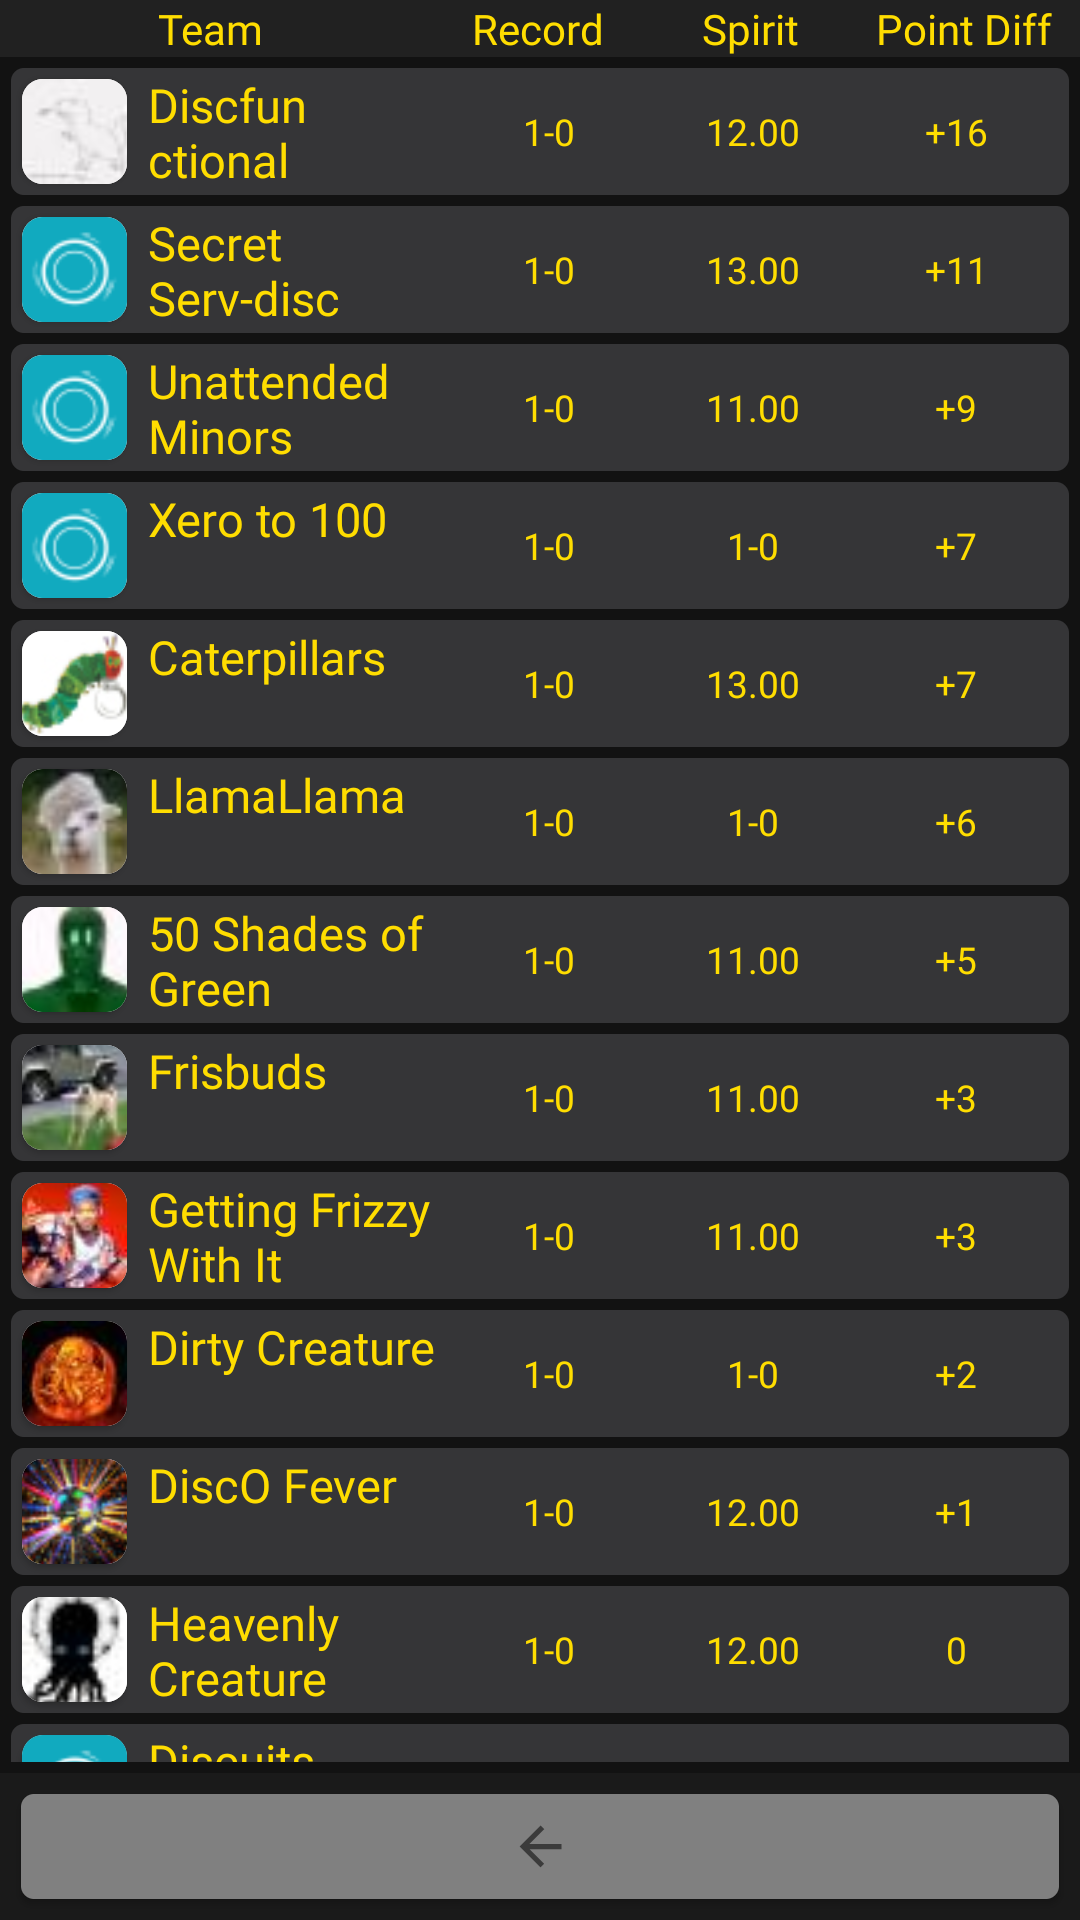 Team Record Spirit Point Diff
Discfun
ctional
1-0 12.00 +16
Secret
Serv-disc
1-0 13.00 +11
Unattended
Minors
1-0 11.00 +9
Xero to 100
1-0 1-0 +7
Caterpillars
1-0 13.00 +7
LlamaLlama
1-0 1-0 +6
50 Shades of
Green
1-0 11.00 +5
Frisbuds
1-0 11.00 +3
Getting Frizzy
With It
1-0 11.00 +3
Dirty Creature
1-0 1-0 +2
DiscO Fever
1-0 12.00 +1
Heavenly
Creature
1-0 12.00 0
Discuits